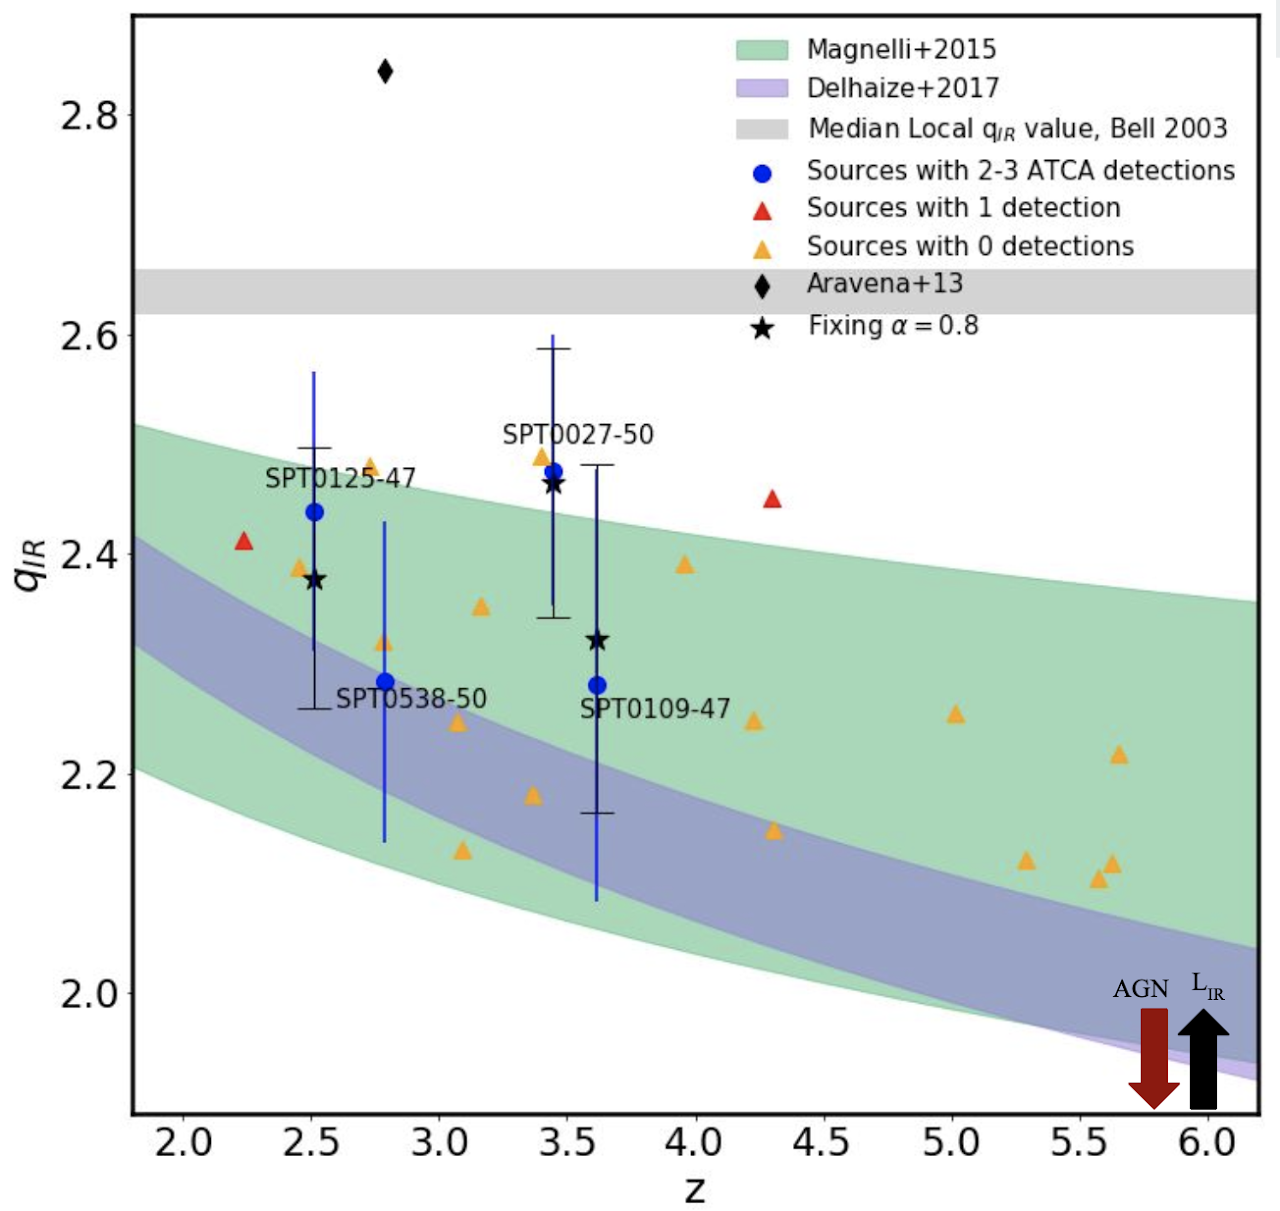 Magnelli+2015
Delhaize+2017
Median Local q_IR value, Bell 2003
Sources with 2-3 ATCA detections
Sources with 1 detection
Sources with 0 detections
Aravena+13
Fixing α = 0.8
2.8
2.6
2.4
2.2
2.0
q_IR
SPT0027-50
SPT0125-47
SPT0538-50
SPT0109-47
AGN L_IR
2.0 2.5 3.0 3.5 4.0 4.5 5.0 5.5 6.0
z